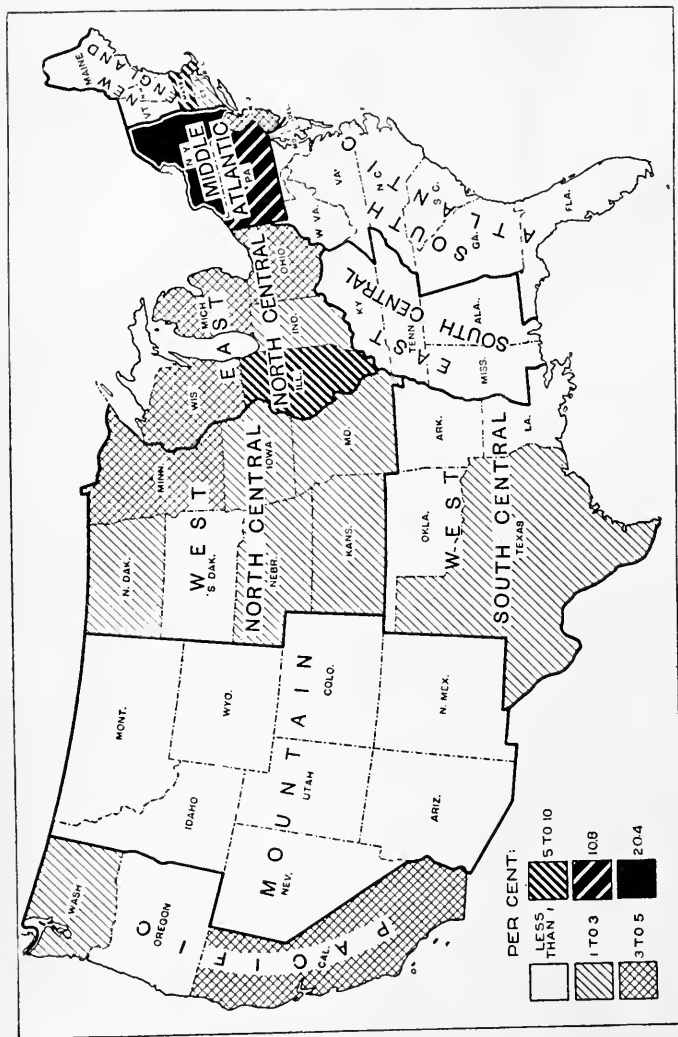 MAINE
NEW
ENGLAND
VT.
N.Y.
MIDDLE
ATLANTIC
PA.
WASH.
OREGON
CAL.
PACIFIC
MONT.
IDAHO
WYO.
NEV.
UTAH
COLO.
ARIZ.
N. MEX.
MOUNTAIN
N. DAK.
S. DAK.
NEBR.
KANS.
MINN.
IOWA
MO.
WEST
NORTH CENTRAL
WIS.
MICH.
ILL.
IND.
OHIO
EAST
NORTH CENTRAL
OKLA.
ARK.
TEXAS
LA.
WEST
SOUTH CENTRAL
KY.
TENN.
MISS.
ALA.
EAST
SOUTH CENTRAL
W. VA.
VA.
N.C.
S.C.
GA.
FLA.
SOUTH
ATLANTIC
PER CENT:
LESS
THAN 1
1 TO 3
3 TO 5
5 TO 10
10.8
20.4